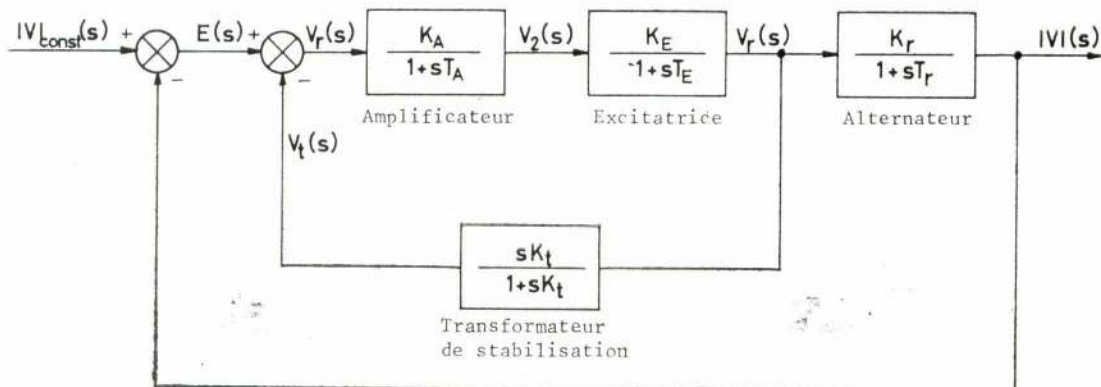 |V|const(s) + E(s) + Vr(s) KA V2(s) KE Vr(s) Kr |V|(s)
1+sTA -1+sTE 1+sTr
- -
Amplificateur Excitatrice Alternateur
Vt(s)
sKt
1+sKt
Transformateur
de stabilisation